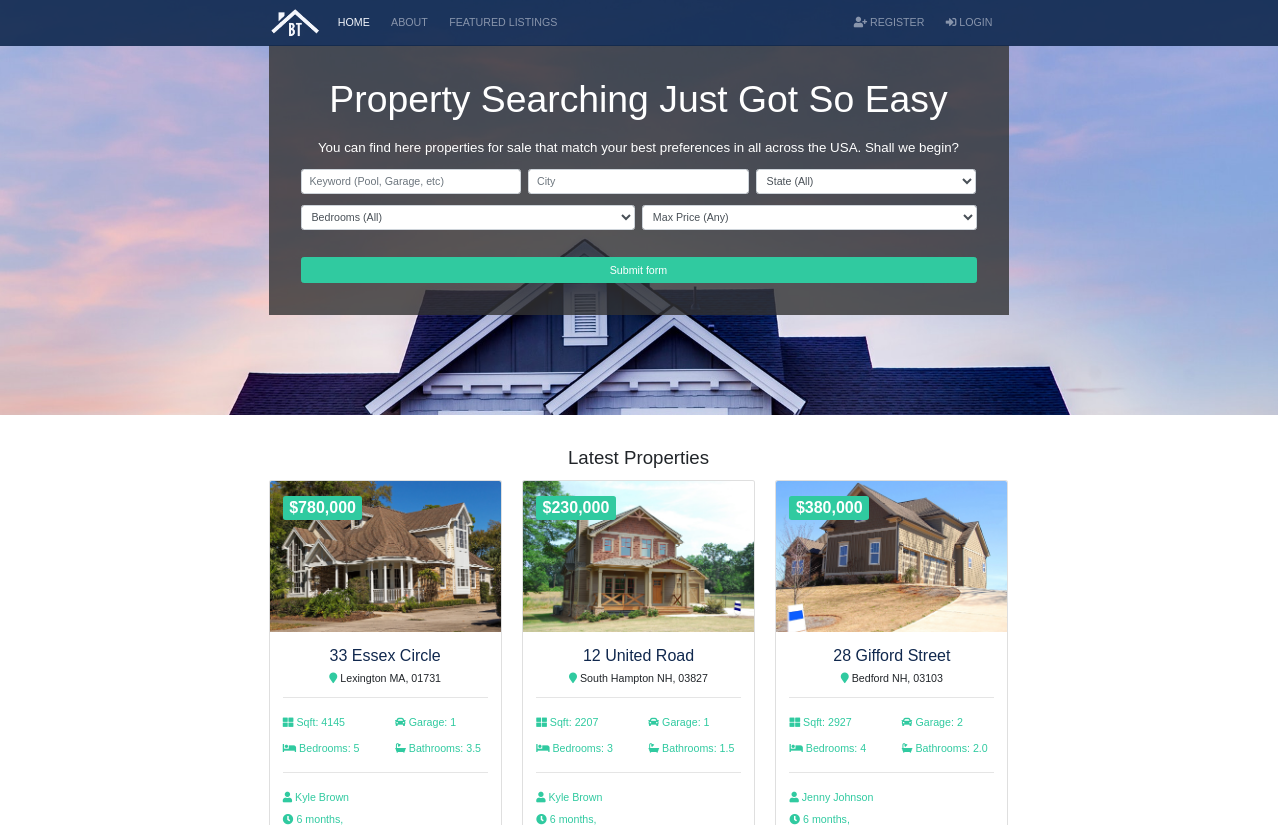 BT
HOME
ABOUT
FEATURED LISTINGS
REGISTER
LOGIN
Property Searching Just Got So Easy
You can find here properties for sale that match your best preferences in all across the USA. Shall we begin?
Keyword (Pool, Garage, etc)
City
State (All)
Bedrooms (All)
Max Price (Any)
Submit form
Latest Properties
$780,000
33 Essex Circle
Lexington MA, 01731
Sqft: 4145
Garage: 1
Bedrooms: 5
Bathrooms: 3.5
Kyle Brown
6 months,
$230,000
12 United Road
South Hampton NH, 03827
Sqft: 2207
Garage: 1
Bedrooms: 3
Bathrooms: 1.5
Kyle Brown
6 months,
$380,000
28 Gifford Street
Bedford NH, 03103
Sqft: 2927
Garage: 2
Bedrooms: 4
Bathrooms: 2.0
Jenny Johnson
6 months,